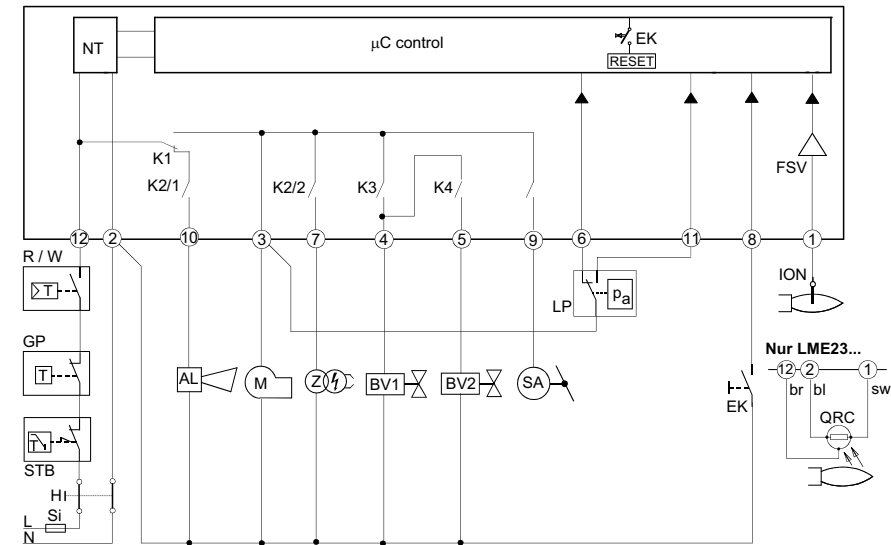 NT
µC control
EK
RESET
FSV
K1
K2/1
K2/2
K3
K4
12
2
10
3
7
4
5
9
6
11
8
1
R / W
T
LP
pa
ION
GP
T
AL
M
Z
BV1
BV2
SA
EK
Nur LME23...
12
2
1
br
bl
sw
QRC
T
STB
H
Si
L
N